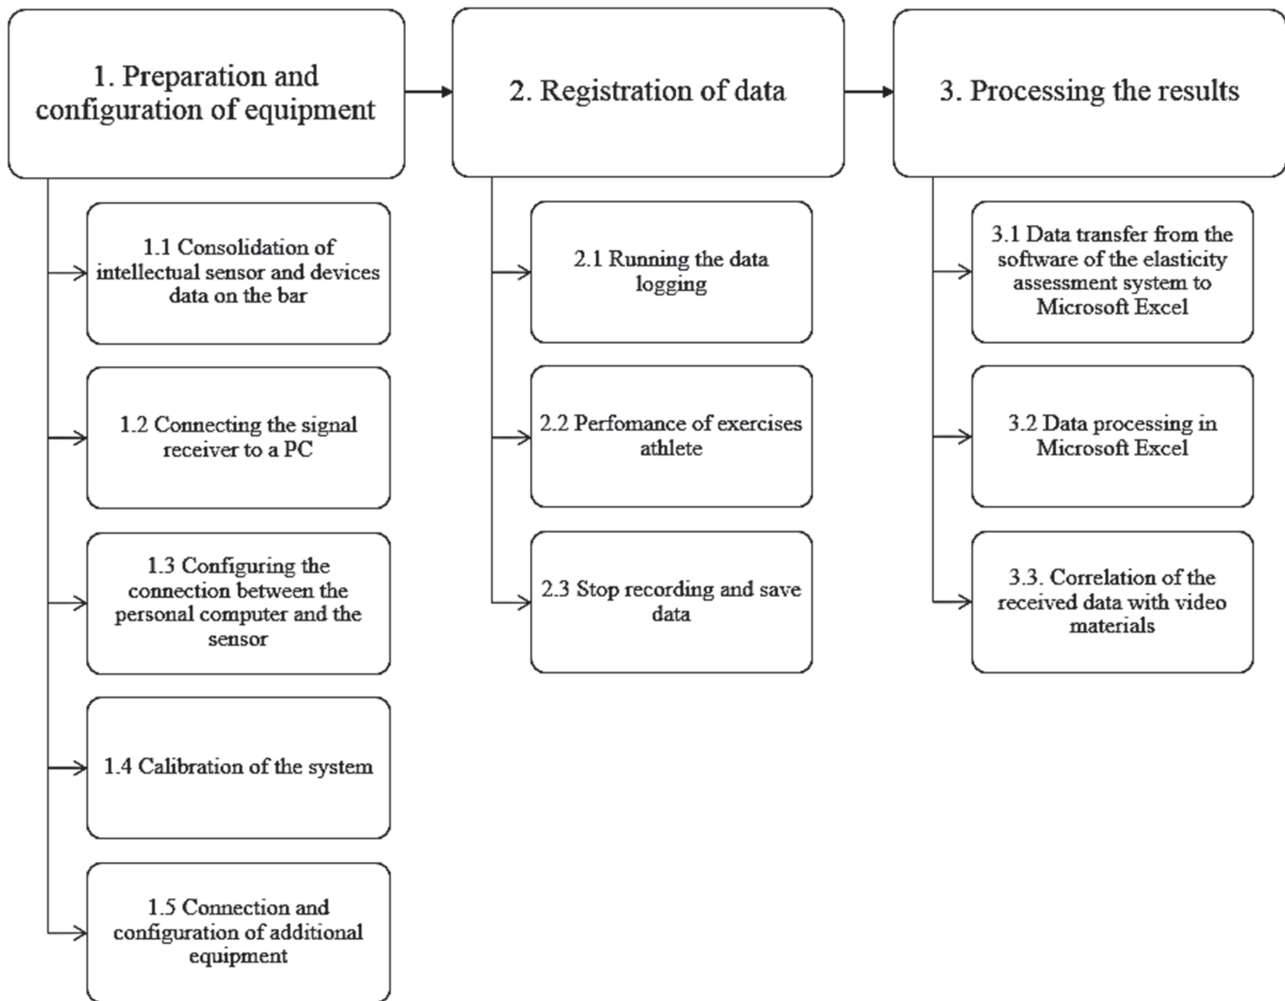 1. Preparation and
configuration of equipment
2. Registration of data
3. Processing the results
1.1 Consolidation of
intellectual sensor and devices
data on the bar
1.2 Connecting the signal
receiver to a PC
1.3 Configuring the
connection between the
personal computer and the
sensor
1.4 Calibration of the system
1.5 Connection and
configuration of additional
equipment
2.1 Running the data
logging
2.2 Perfomance of exercises
athlete
2.3 Stop recording and save
data
3.1 Data transfer from the
software of the elasticity
assessment system to
Microsoft Excel
3.2 Data processing in
Microsoft Excel
3.3. Correlation of the
received data with video
materials